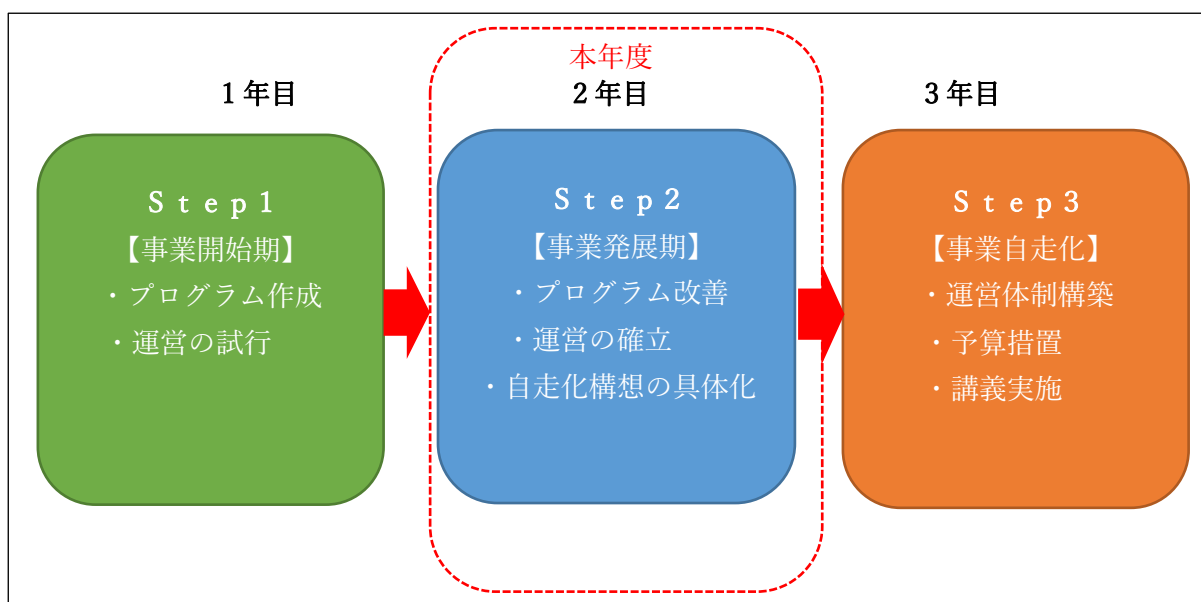 本年度
1年目
2年目
3年目
Step1
【事業開始期】
・プログラム作成
・運営の試行
Step2
【事業発展期】
・プログラム改善
・運営の確立
・自走化構想の具体化
Step3
【事業自走化】
・運営体制構築
・予算措置
・講義実施